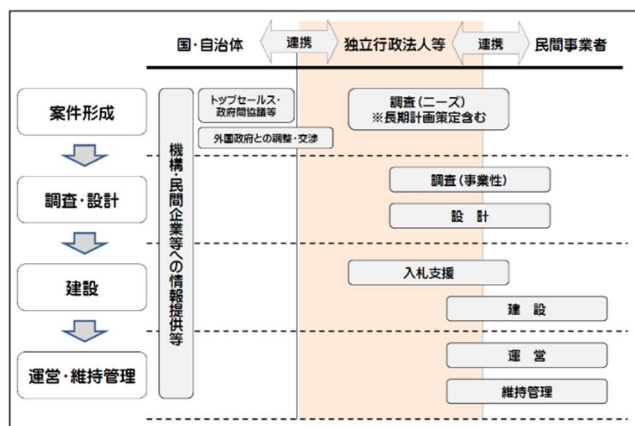 国・自治体
連携
独立行政法人等
連携
民間事業者
案件形成
調査・設計
建設
運営・維持管理
機構・民間企業等への情報提供等
トップセールス・
政府間協議等
外国政府との調整・交渉
調査(ニーズ)
※長期計画策定含む
調査(事業性)
設 計
入札支援
建 設
運 営
維持管理